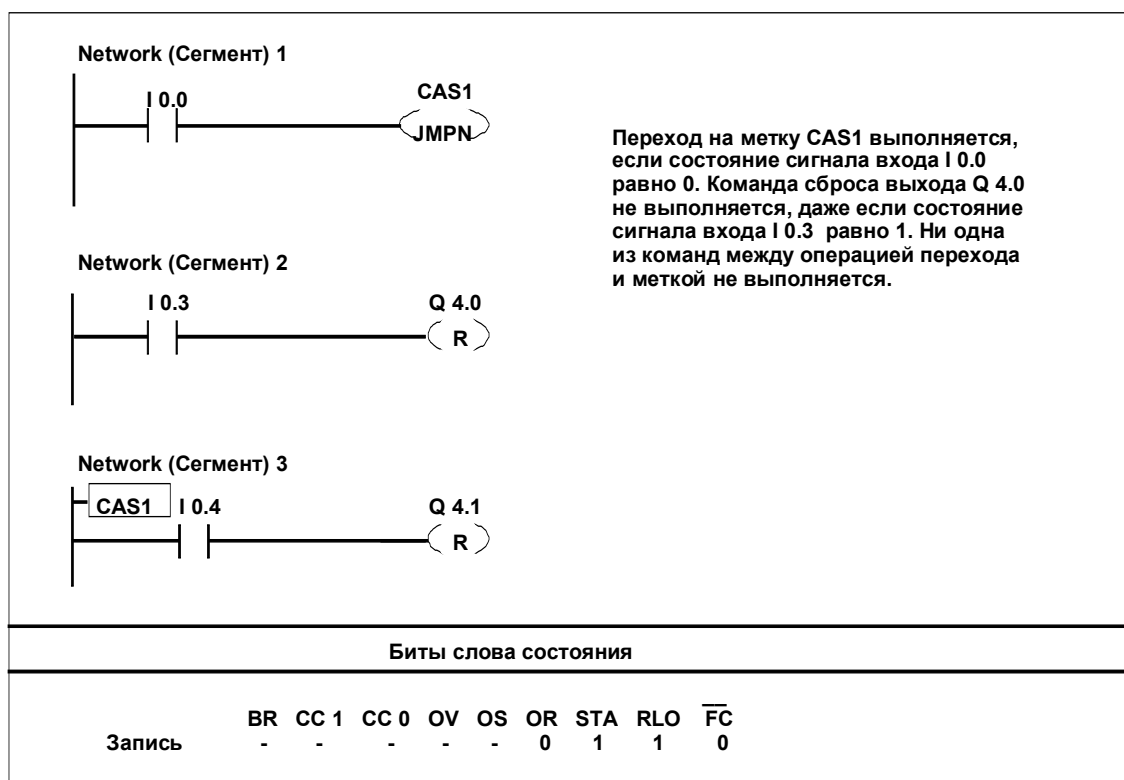 Network (Сегмент) 1
I 0.0
CAS1
JMPN
Переход на метку CAS1 выполняется,
если состояние сигнала входа I 0.0
равно 0. Команда сброса выхода Q 4.0
не выполняется, даже если состояние
сигнала входа I 0.3 равно 1. Ни одна
из команд между операцией перехода
и меткой не выполняется.
Network (Сегмент) 2
I 0.3
Q 4.0
R
Network (Сегмент) 3
CAS1
I 0.4
Q 4.1
R
Биты слова состояния
BR CC 1 CC 0 OV OS OR STA RLO F̅C̅
Запись - - - - - 0 1 1 0